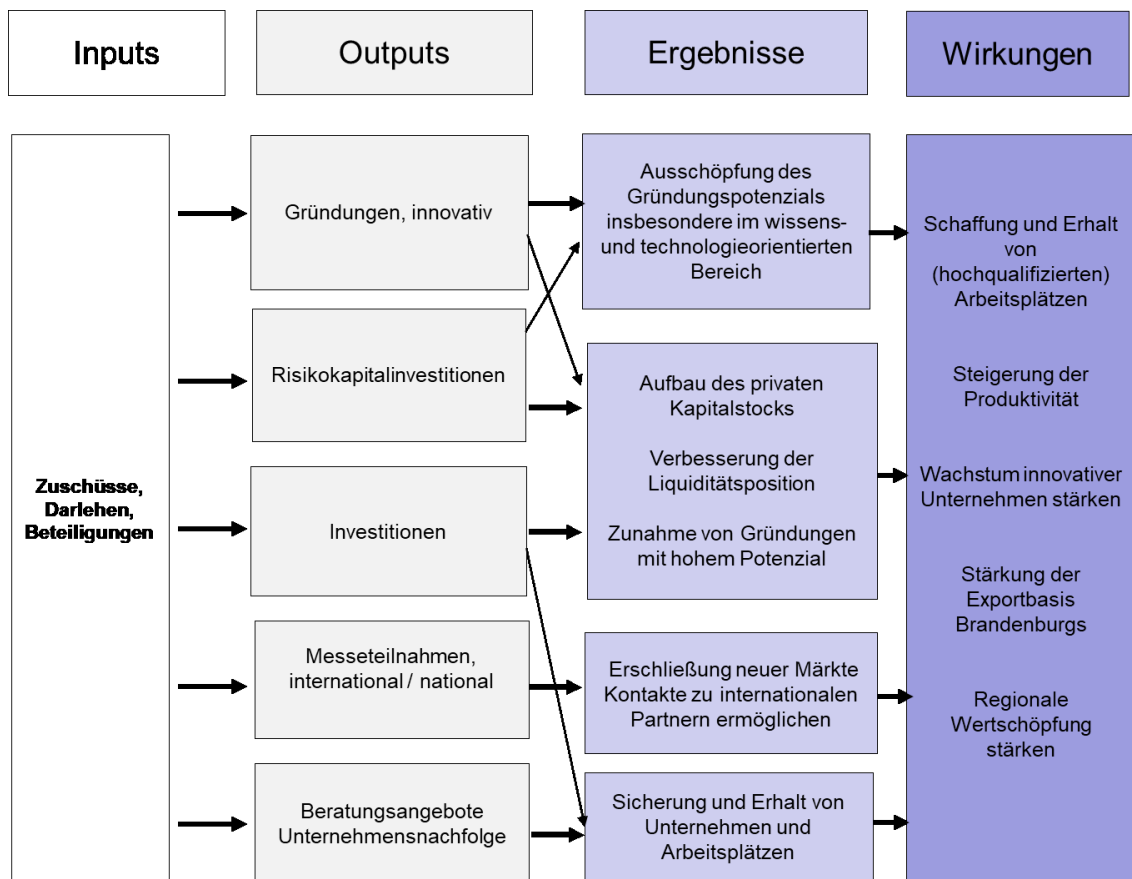 Inputs
Outputs
Ergebnisse
Wirkungen
Zuschüsse,
Darlehen,
Beteiligungen
Gründungen, innovativ
Risikokapitalinvestitionen
Investitionen
Messeteilnahmen,
international / national
Beratungsangebote
Unternehmensnachfolge
Ausschöpfung des
Gründungspotenzials
insbesondere im wissens-
und technologieorientierten
Bereich
Aufbau des privaten
Kapitalstocks
Verbesserung der
Liquiditätsposition
Zunahme von Gründungen
mit hohem Potenzial
Erschließung neuer Märkte
Kontakte zu internationalen
Partnern ermöglichen
Sicherung und Erhalt von
Unternehmen und
Arbeitsplätzen
Schaffung und Erhalt
von
(hochqualifizierten)
Arbeitsplätzen
Steigerung der
Produktivität
Wachstum innovativer
Unternehmen stärken
Stärkung der
Exportbasis
Brandenburgs
Regionale
Wertschöpfung
stärken